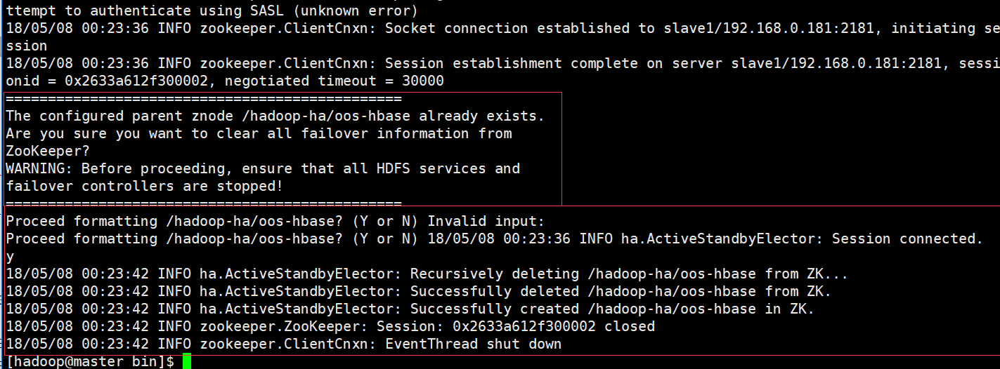 ttempt to authenticate using SASL (unknown error)
18/05/08 00:23:36 INFO zookeeper.ClientCnxn: Socket connection established to slave1/192.168.0.181:2181, initiating se
ssion
18/05/08 00:23:36 INFO zookeeper.ClientCnxn: Session establishment complete on server slave1/192.168.0.181:2181, sessi
onid = 0x2633a612f300002, negotiated timeout = 30000
===============================================
The configured parent znode /hadoop-ha/oos-hbase already exists.
Are you sure you want to clear all failover information from
ZooKeeper?
WARNING: Before proceeding, ensure that all HDFS services and
failover controllers are stopped!
===============================================
Proceed formatting /hadoop-ha/oos-hbase? (Y or N) Invalid input:
Proceed formatting /hadoop-ha/oos-hbase? (Y or N) 18/05/08 00:23:36 INFO ha.ActiveStandbyElector: Session connected.
y
18/05/08 00:23:42 INFO ha.ActiveStandbyElector: Recursively deleting /hadoop-ha/oos-hbase from ZK...
18/05/08 00:23:42 INFO ha.ActiveStandbyElector: Successfully deleted /hadoop-ha/oos-hbase from ZK.
18/05/08 00:23:42 INFO ha.ActiveStandbyElector: Successfully created /hadoop-ha/oos-hbase in ZK.
18/05/08 00:23:42 INFO zookeeper.ZooKeeper: Session: 0x2633a612f300002 closed
18/05/08 00:23:42 INFO zookeeper.ClientCnxn: EventThread shut down
[hadoop@master bin]$